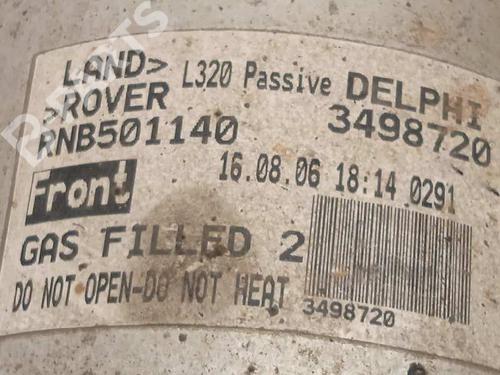 LAND> L320 Passive DELPHI
>ROVER 3498720
RNB501140
Front 16.08.06 18:14 0291
GAS FILLED 2
DO NOT OPEN-DO NOT HEAT
3498720